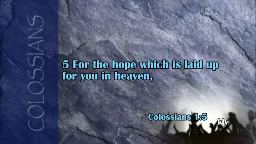 COLOSSIANS
5 For the hope which is laid up
for you in heaven,
Colossians 1:5